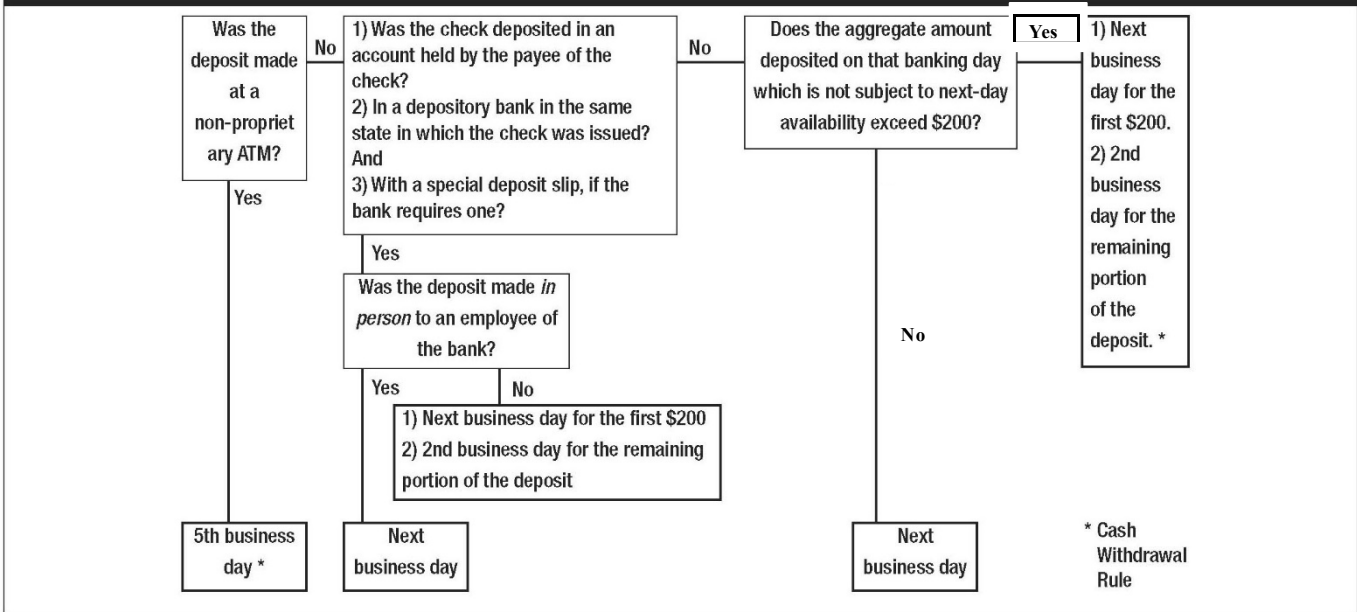 Was the
deposit made
at a
non-propriet
ary ATM?
No
1) Was the check deposited in an
account held by the payee of the
check?
2) In a depository bank in the same
state in which the check was issued?
And
3) With a special deposit slip, if the
bank requires one?
No
Does the aggregate amount
deposited on that banking day
which is not subject to next-day
availability exceed $200?
Yes
1) Next
business
day for the
first $200.
2) 2nd
business
day for the
remaining
portion
of the
deposit. *
Yes
Yes
Was the deposit made in
person to an employee of
the bank?
No
Yes
No
1) Next business day for the first $200
2) 2nd business day for the remaining
portion of the deposit
5th business
day *
Next
business day
Next
business day
* Cash
Withdrawal
Rule